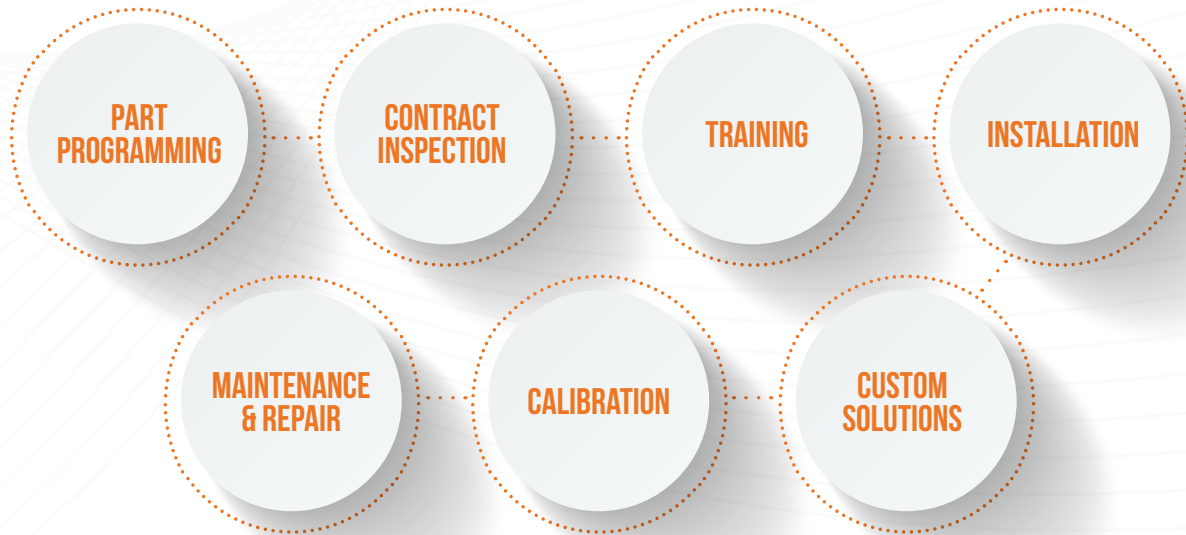 PART
PROGRAMMING
CONTRACT
INSPECTION
TRAINING
INSTALLATION
MAINTENANCE
& REPAIR
CALIBRATION
CUSTOM
SOLUTIONS